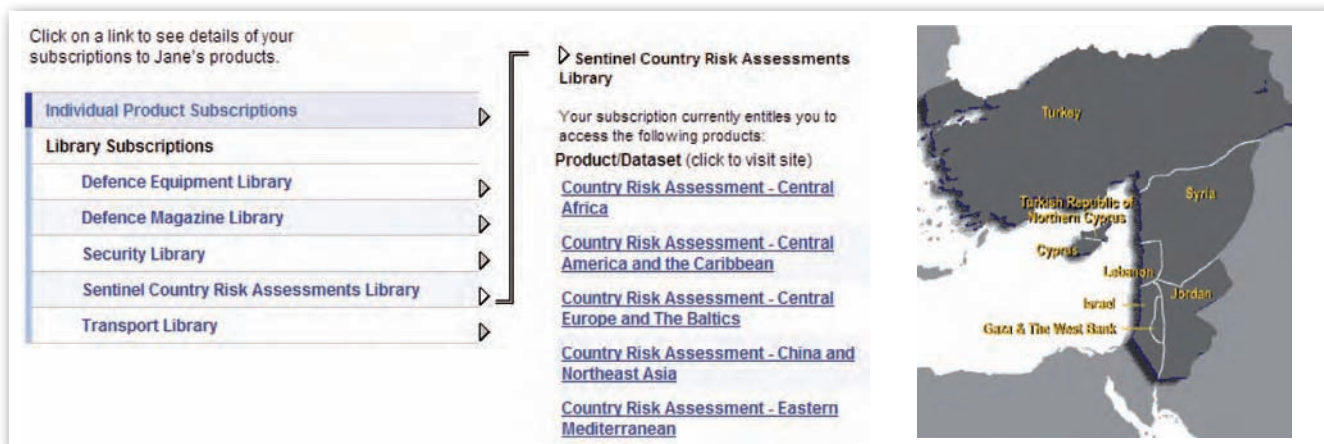 Click on a link to see details of your
subscriptions to Jane's products.
Individual Product Subscriptions
Library Subscriptions
Defence Equipment Library
Defence Magazine Library
Security Library
Sentinel Country Risk Assessments Library
Transport Library
Sentinel Country Risk Assessments
Library
Your subscription currently entitles you to
access the following products:
Product/Dataset (click to visit site)
Country Risk Assessment - Central
Africa
Country Risk Assessment - Central
America and the Caribbean
Country Risk Assessment - Central
Europe and The Baltics
Country Risk Assessment - China and
Northeast Asia
Country Risk Assessment - Eastern
Mediterranean
Turkey
Turkish Republic of
Northern Cyprus
Syria
Cyprus
Lebanon
Jordan
Israel
Gaza & The West Bank